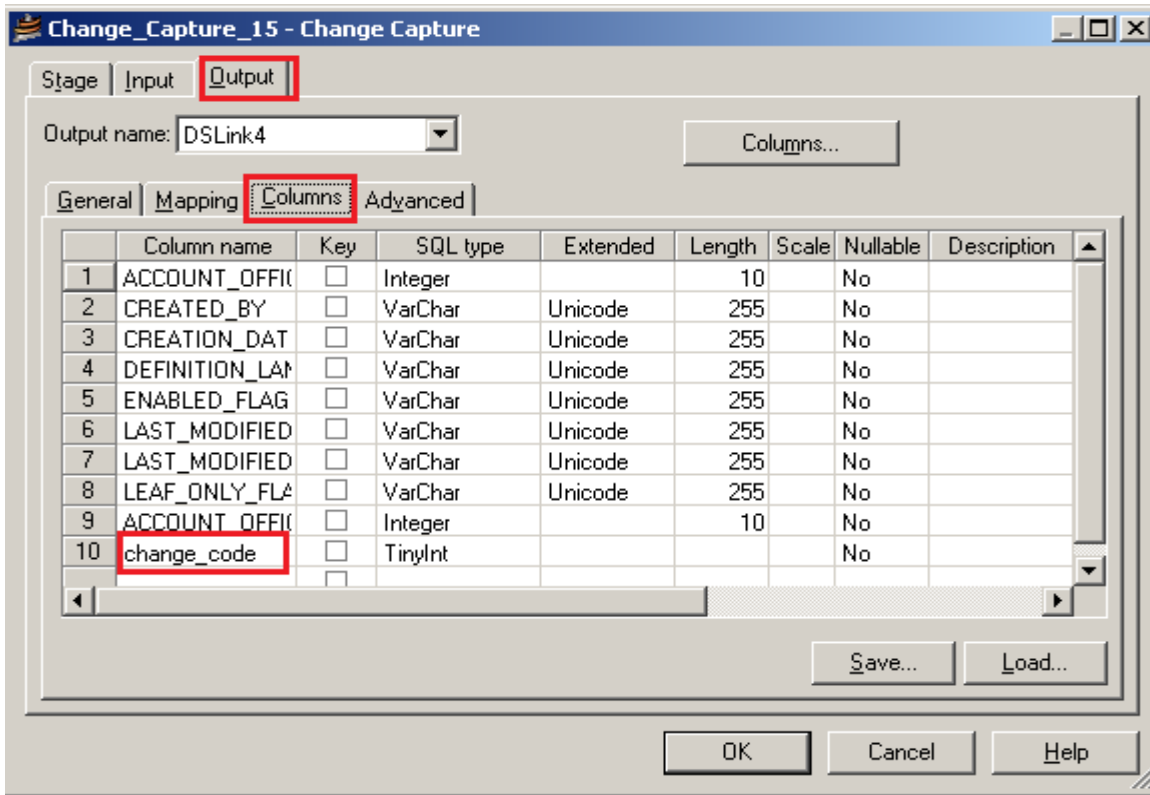 Change_Capture_15 - Change Capture
Stage Input Output
Output name: DSLink4 Columns...
General Mapping Columns Advanced
Column name Key SQL type Extended Length Scale Nullable Description
1 ACCOUNT_OFFI( Integer 10 No
2 CREATED_BY VarChar Unicode 255 No
3 CREATION_DAT VarChar Unicode 255 No
4 DEFINITION_LAN VarChar Unicode 255 No
5 ENABLED_FLAG VarChar Unicode 255 No
6 LAST_MODIFIED VarChar Unicode 255 No
7 LAST_MODIFIED VarChar Unicode 255 No
8 LEAF_ONLY_FLA VarChar Unicode 255 No
9 ACCOUNT_OFFI( Integer 10 No
10 change_code TinyInt No
Save... Load...
OK Cancel Help